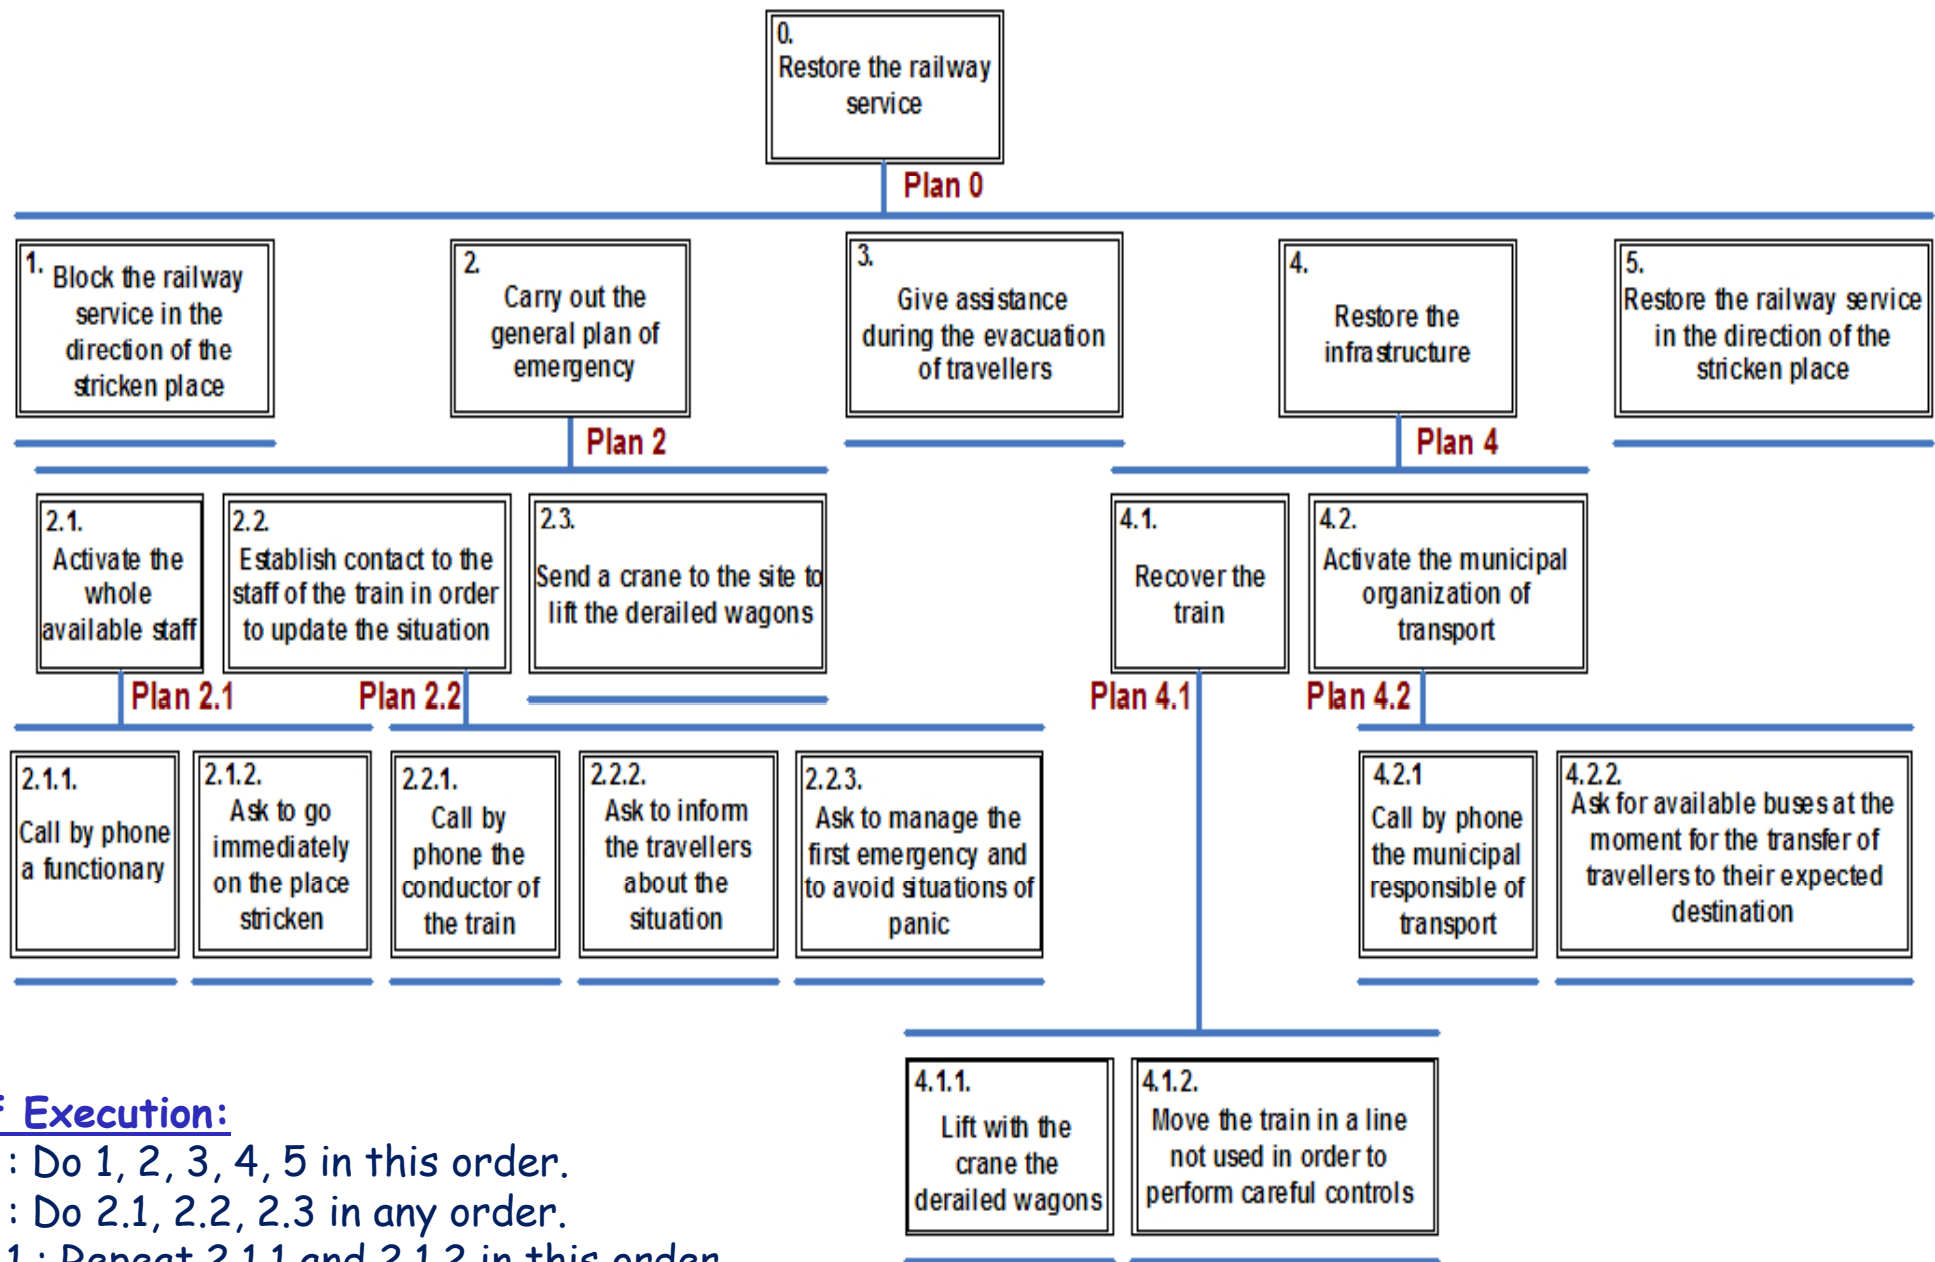 0.
Restore the railway
service
Plan 0
1.
Block the railway
service in the
direction of the
stricken place
2.
Carry out the
general plan of
emergency
3.
Give assistance
during the evacuation
of travellers
4.
Restore the
infrastructure
5.
Restore the railway service
in the direction of the
stricken place
Plan 2
Plan 4
2.1.
Activate the
whole
available staff
2.2.
Establish contact to the
staff of the train in order
to update the situation
2.3.
Send a crane to the site to
lift the derailed wagons
4.1.
Recover the
train
4.2.
Activate the municipal
organization of
transport
Plan 2.1
Plan 2.2
Plan 4.1
Plan 4.2
2.1.1.
Call by phone
a functionary
2.1.2.
Ask to go
immediately
on the place
stricken
2.2.1.
Call by
phone the
conductor of
the train
2.2.2.
Ask to inform
the travellers
about the
situation
2.2.3.
Ask to manage the
first emergency and
to avoid situations of
panic
4.2.1
Call by phone
the municipal
responsible of
transport
4.2.2.
Ask for available buses at the
moment for the transfer of
travellers to their expected
destination
4.1.1.
Lift with the
crane the
derailed wagons
4.1.2.
Move the train in a line
not used in order to
perform careful controls
Execution:
: Do 1, 2, 3, 4, 5 in this order.
: Do 2.1, 2.2, 2.3 in any order.
1 : Repeat 2.1.1 and 2.1.2 in this order